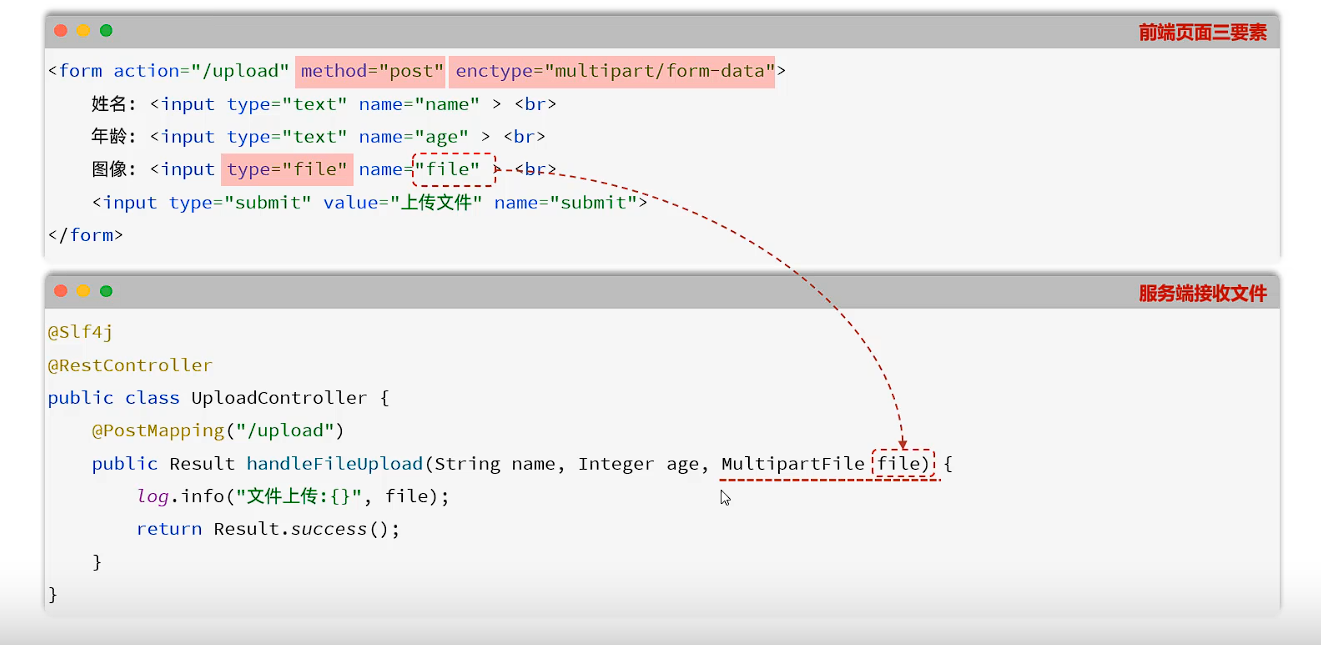 前端页面三要素
<form action="/upload" method="post" enctype="multipart/form-data">
姓名: <input type="text" name="name" > <br>
年龄: <input type="text" name="age" > <br>
图像: <input type="file" name="file" > <br>
<input type="submit" value="上传文件" name="submit">
</form>
服务端接收文件
@Slf4j
@RestController
public class UploadController {
@PostMapping("/upload")
public Result handleFileUpload(String name, Integer age, MultipartFile file) {
log.info("文件上传:{}", file);
return Result.success();
}
}